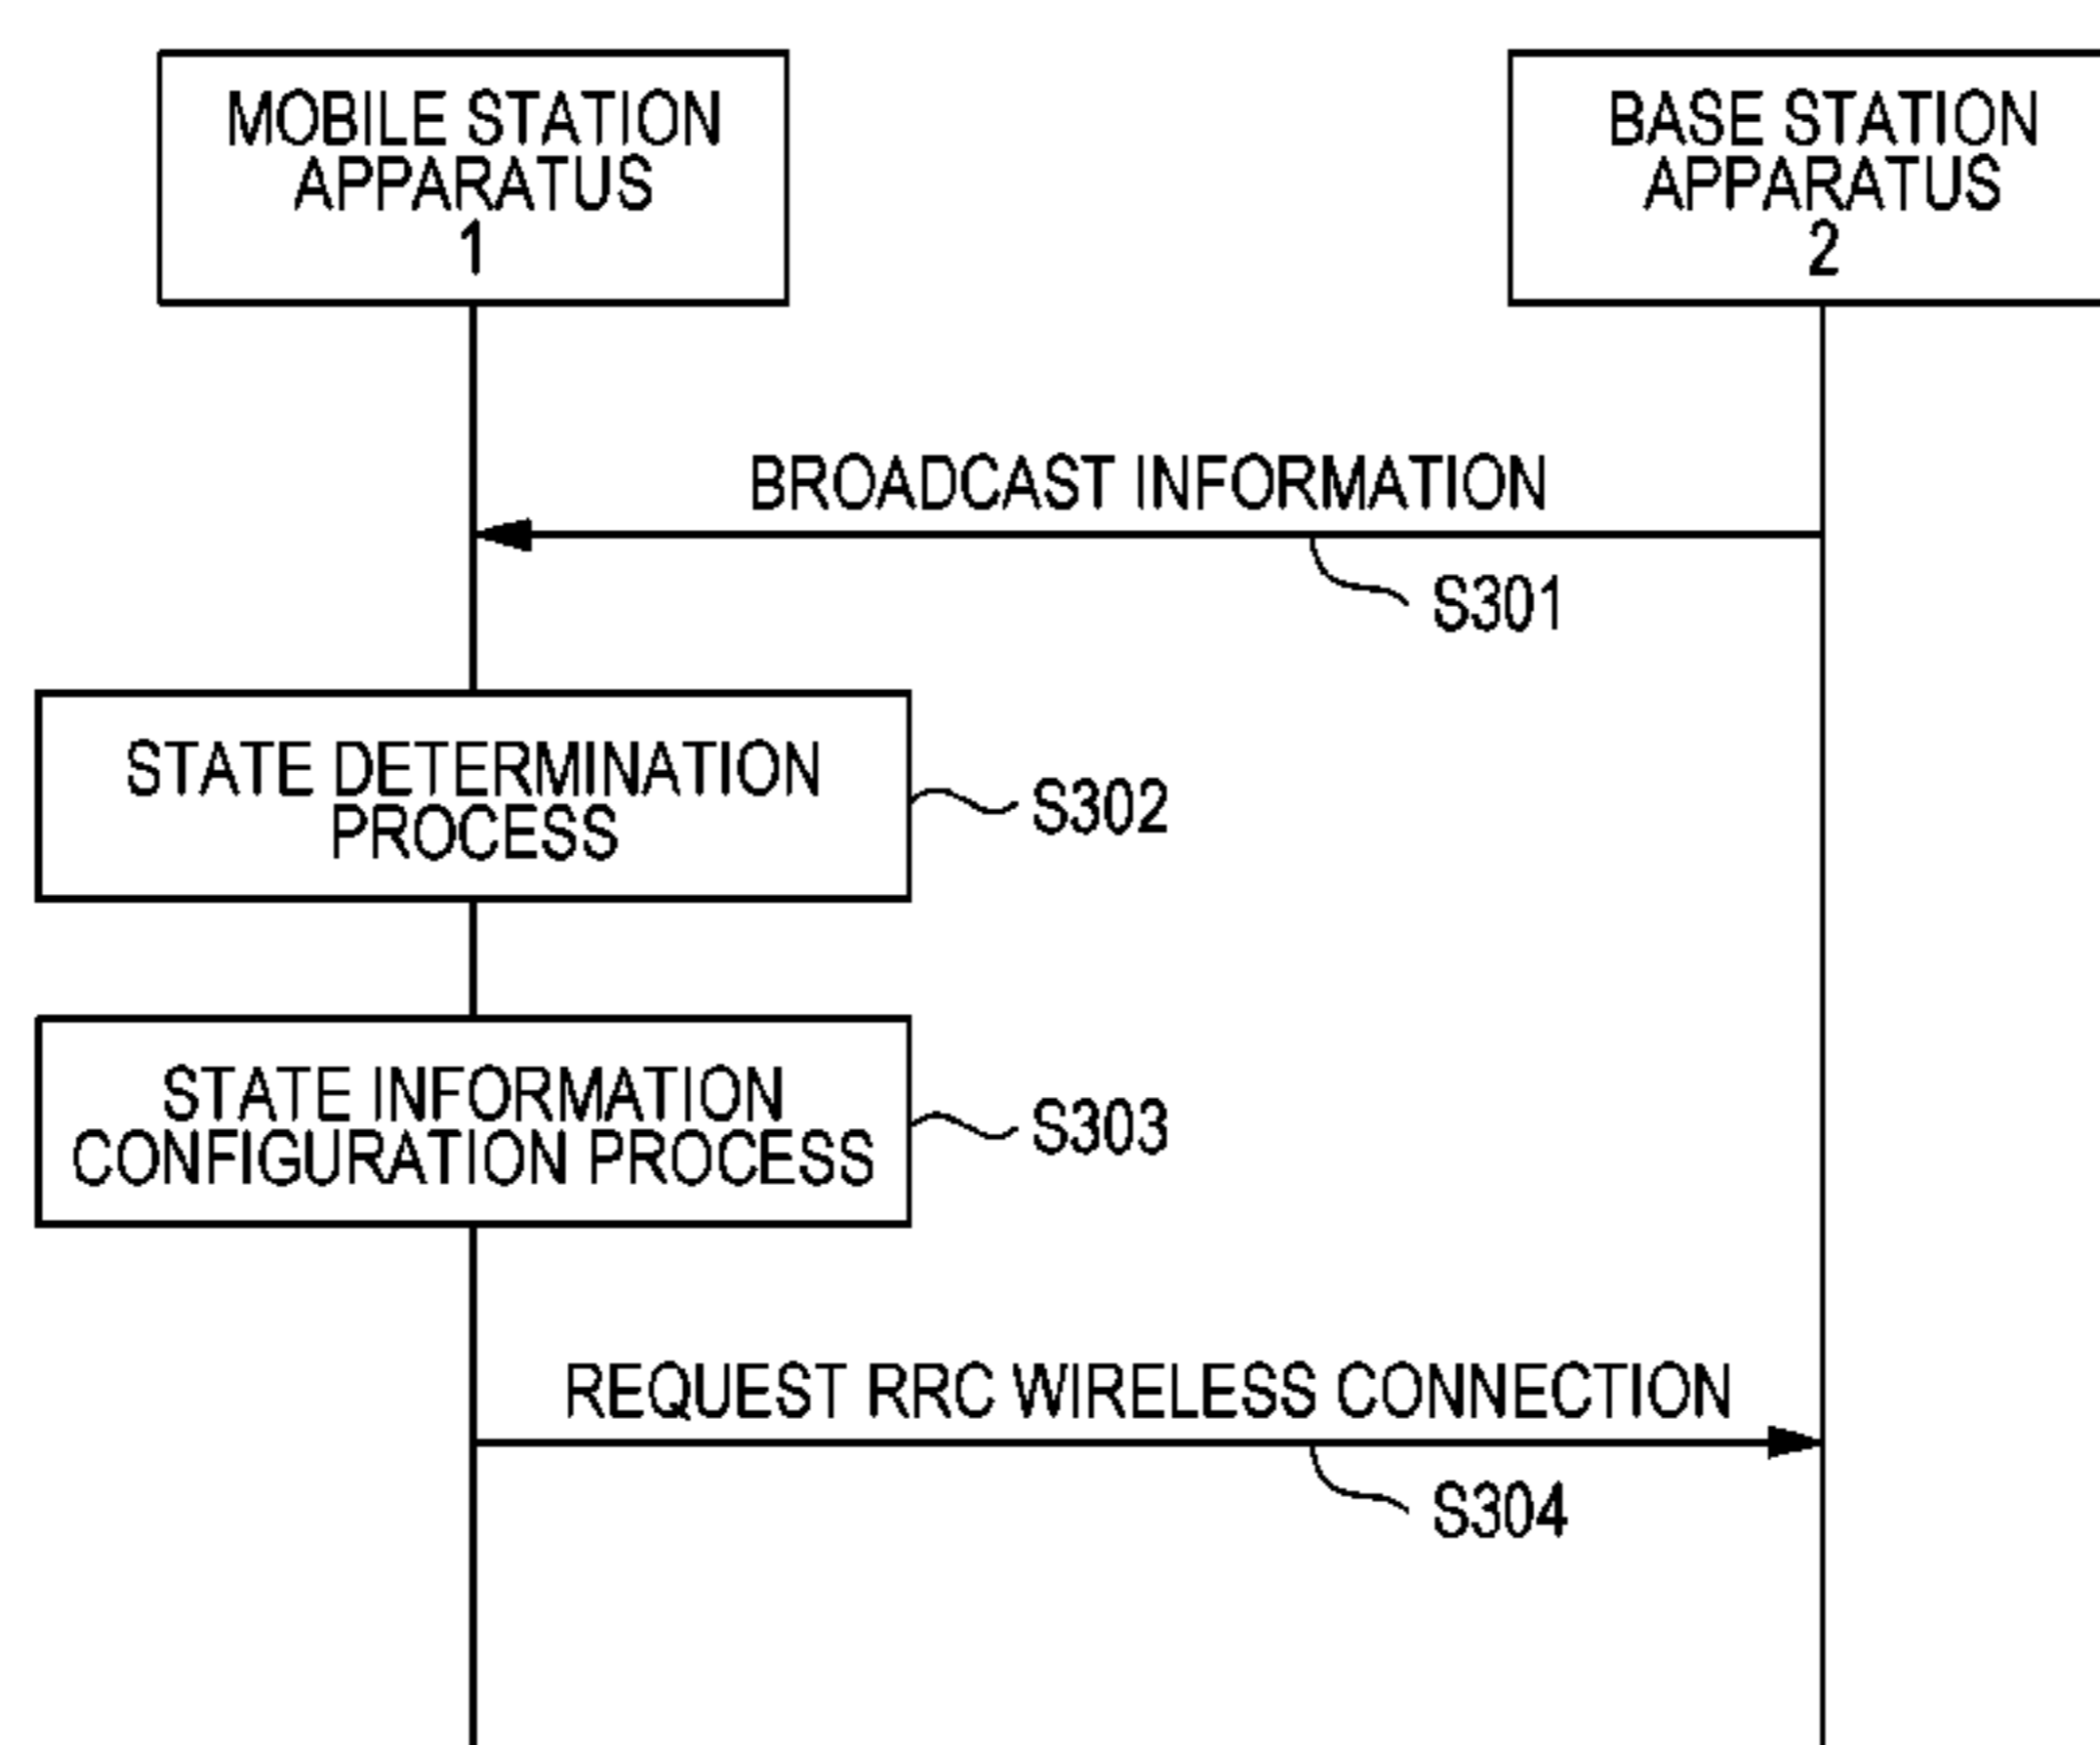 MOBILE STATION
APPARATUS
1
BASE STATION
APPARATUS
2
BROADCAST INFORMATION
S301
STATE DETERMINATION
PROCESS
S302
STATE INFORMATION
CONFIGURATION PROCESS
S303
REQUEST RRC WIRELESS CONNECTION
S304